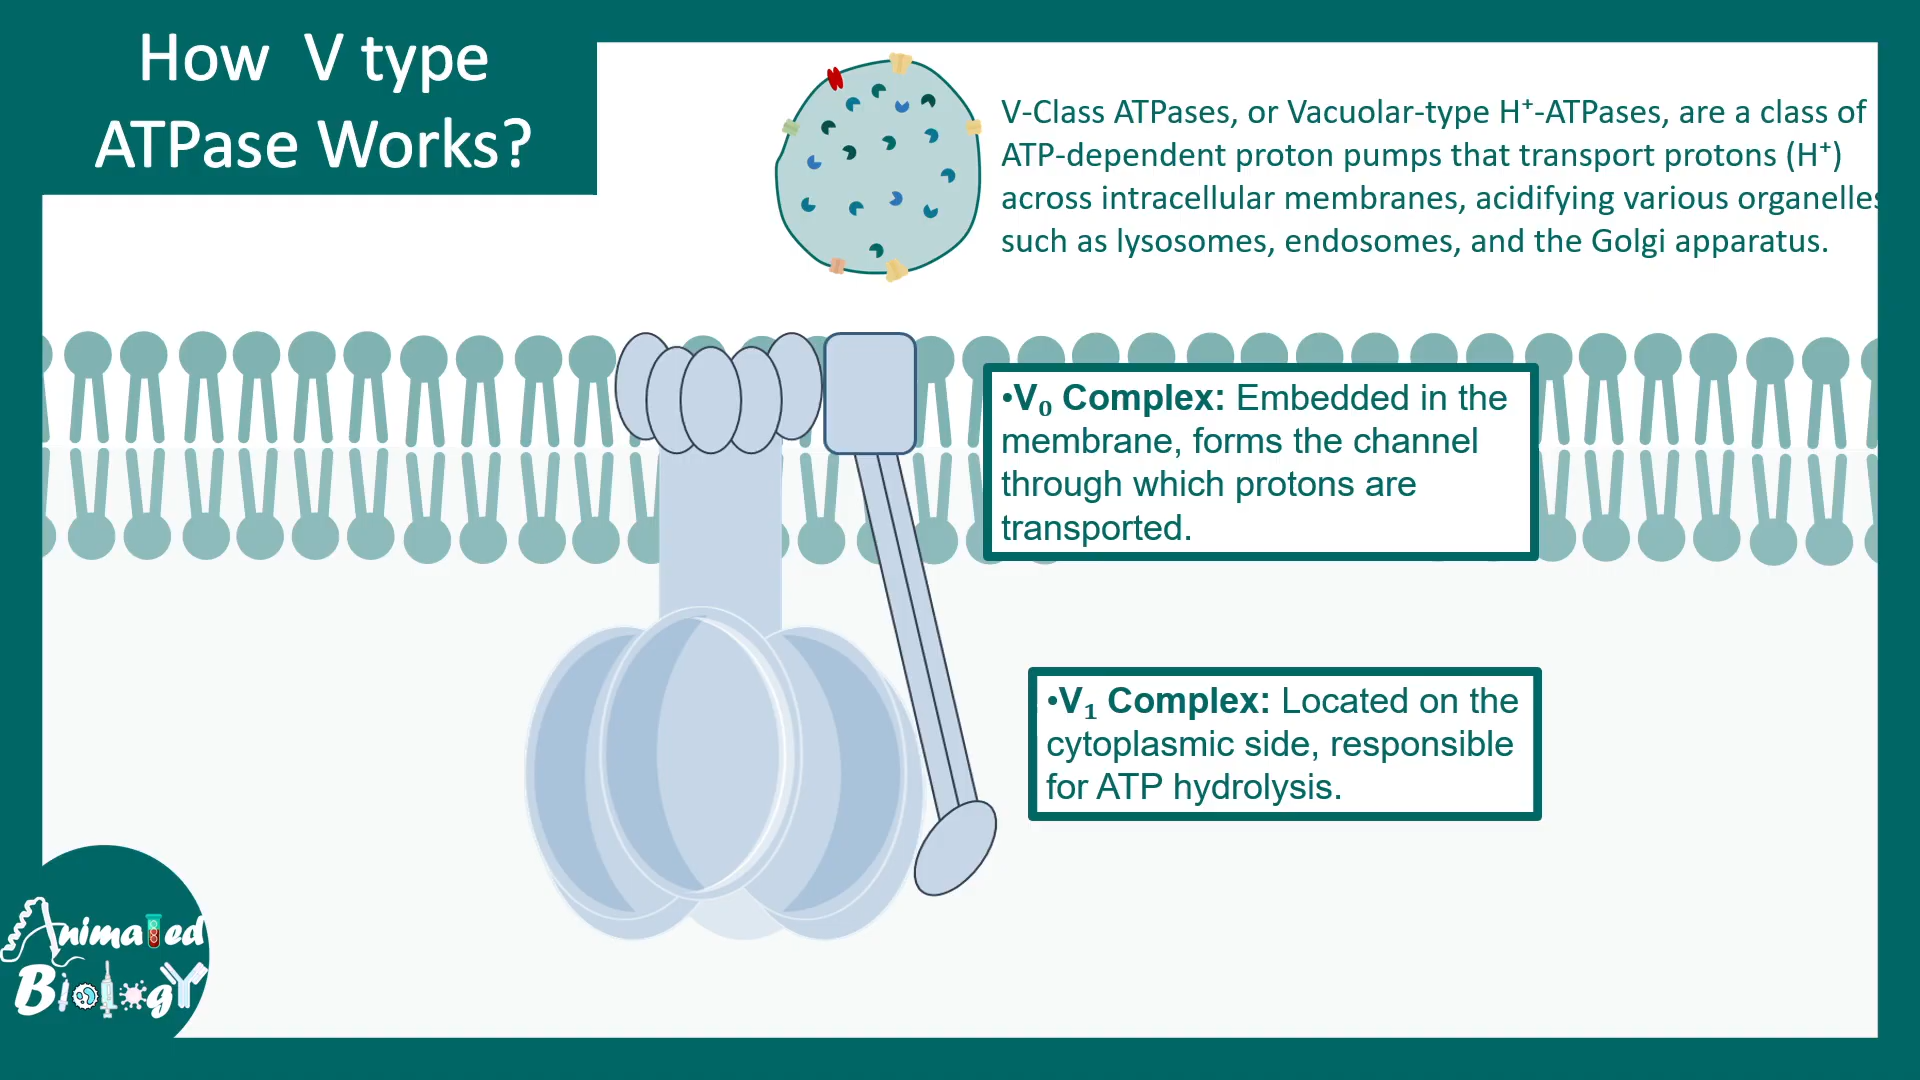 How V type
ATPase Works?
V-Class ATPases, or Vacuolar-type H⁺-ATPases, are a class of
ATP-dependent proton pumps that transport protons (H⁺)
across intracellular membranes, acidifying various organelles
such as lysosomes, endosomes, and the Golgi apparatus.
•V₀ Complex: Embedded in the
membrane, forms the channel
through which protons are
transported.
•V₁ Complex: Located on the
cytoplasmic side, responsible
for ATP hydrolysis.
Animated
Biology